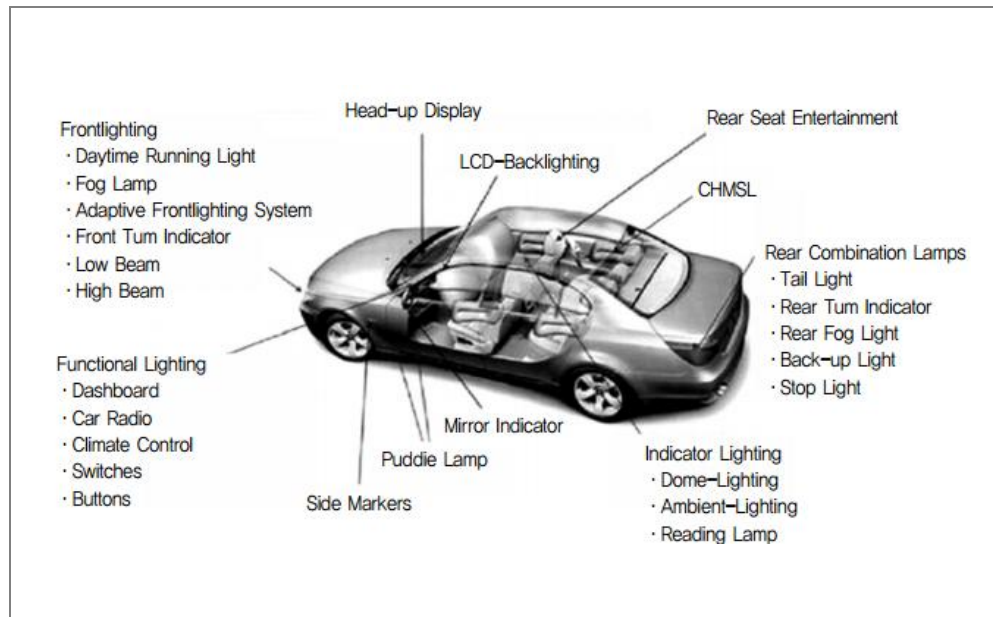 Head-up Display
Rear Seat Entertainment
Frontlighting
· Daytime Running Light
· Fog Lamp
· Adaptive Frontlighting System
· Front Tum Indicator
· Low Beam
· High Beam
LCD-Backlighting
CHMSL
Rear Combination Lamps
· Tail Light
· Rear Tum Indicator
· Rear Fog Light
· Back-up Light
· Stop Light
Functional Lighting
· Dashboard
· Car Radio
· Climate Control
· Switches
· Buttons
Mirror Indicator
Puddie Lamp
Side Markers
Indicator Lighting
· Dome-Lighting
· Ambient-Lighting
· Reading Lamp